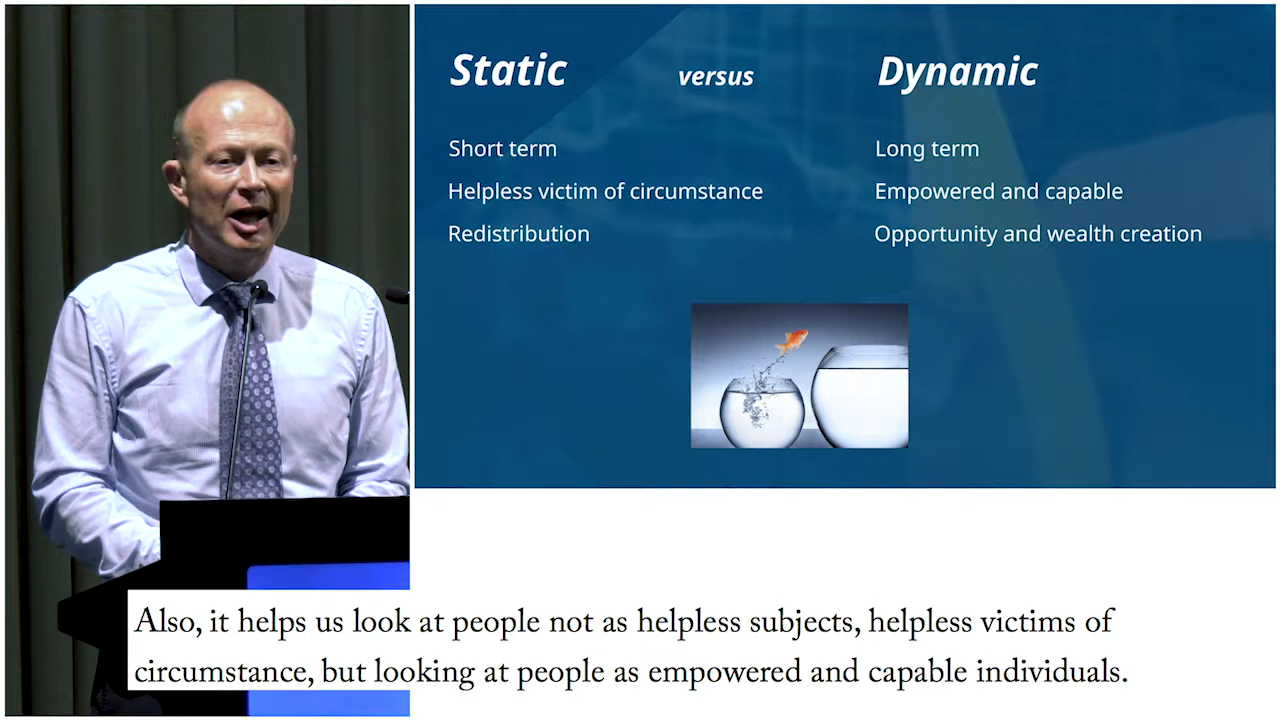 Static versus Dynamic
Short term
Helpless victim of circumstance
Redistribution
Long term
Empowered and capable
Opportunity and wealth creation
Also, it helps us look at people not as helpless subjects, helpless victims of
circumstance, but looking at people as empowered and capable individuals.